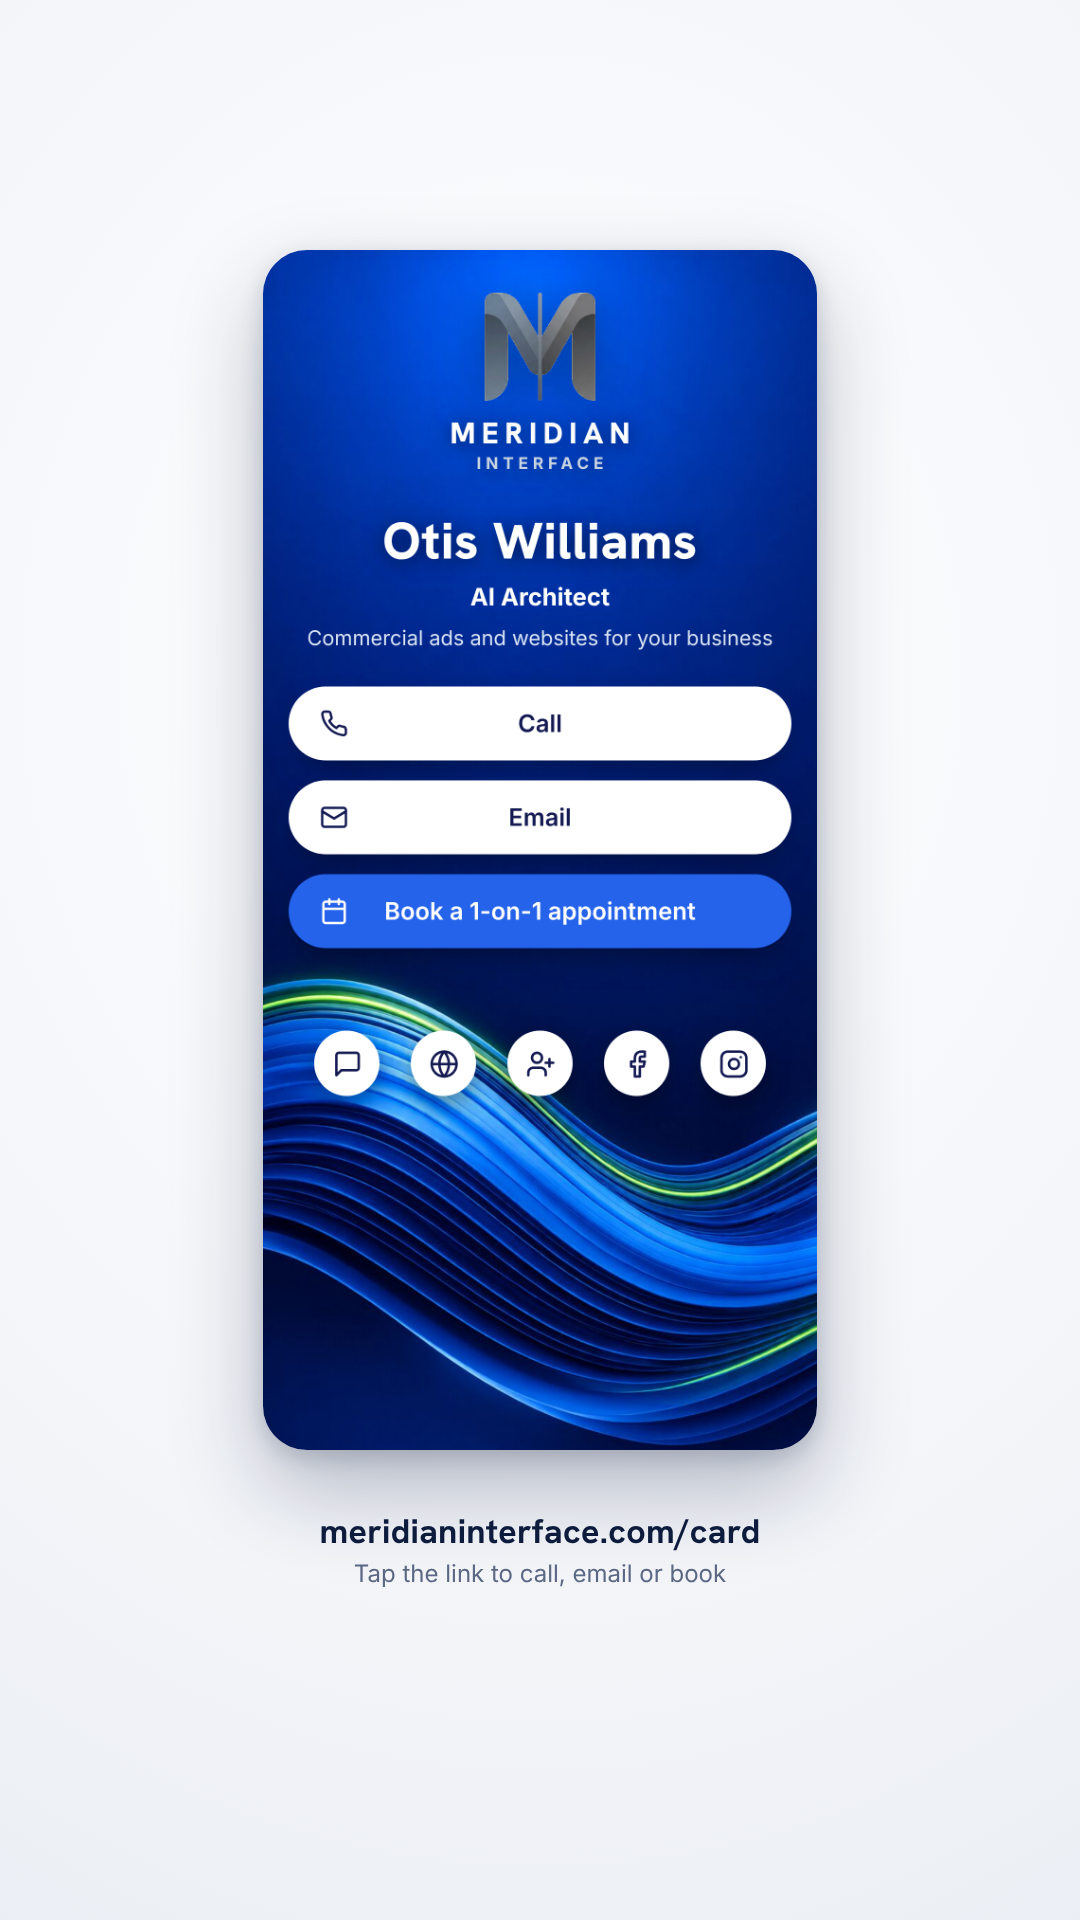 MERIDIAN
INTERFACE
Otis Williams
AI Architect
Commercial ads and websites for your business
Call
Email
Book a 1-on-1 appointment
meridianinterface.com/card
Tap the link to call, email or book